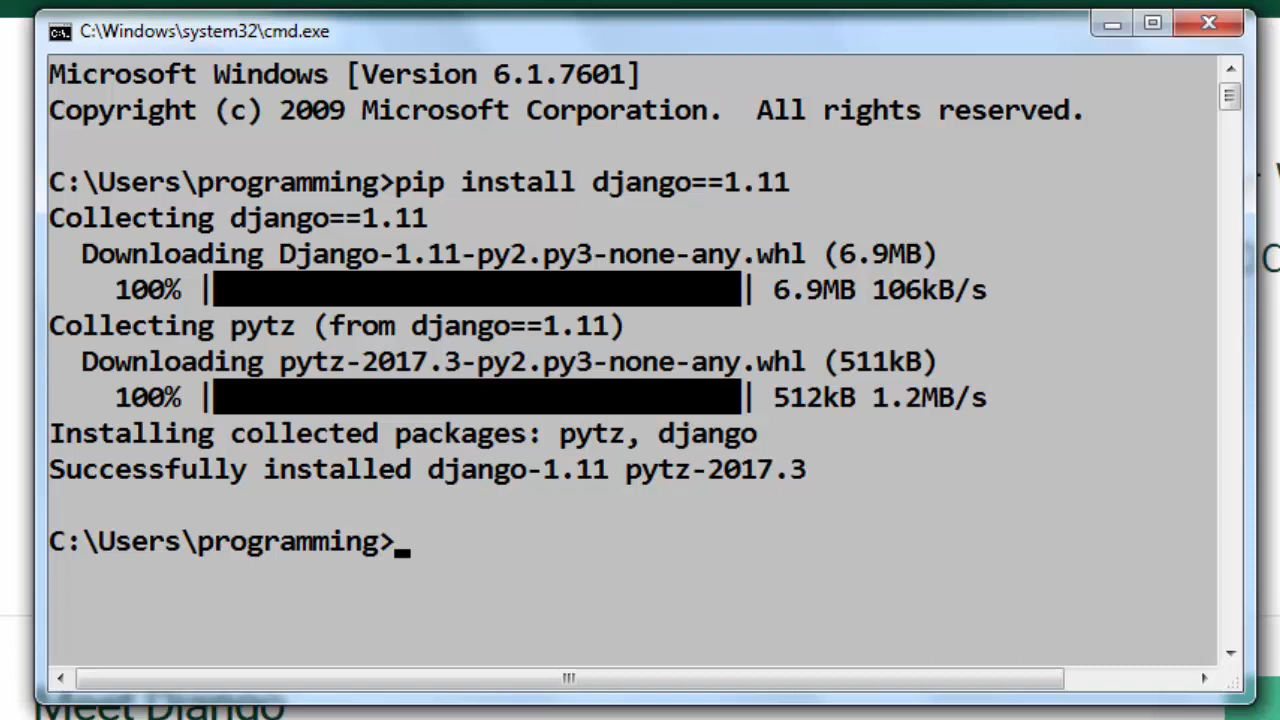 C:\Windows\system32\cmd.exe
Microsoft Windows [Version 6.1.7601]
Copyright (c) 2009 Microsoft Corporation.  All rights reserved.
C:\Users\programming>pip install django==1.11
Collecting django==1.11
  Downloading Django-1.11-py2.py3-none-any.whl (6.9MB)
    100% || 6.9MB 106kB/s
Collecting pytz (from django==1.11)
  Downloading pytz-2017.3-py2.py3-none-any.whl (511kB)
    100% || 512kB 1.2MB/s
Installing collected packages: pytz, django
Successfully installed django-1.11 pytz-2017.3
C:\Users\programming>
Meet Django